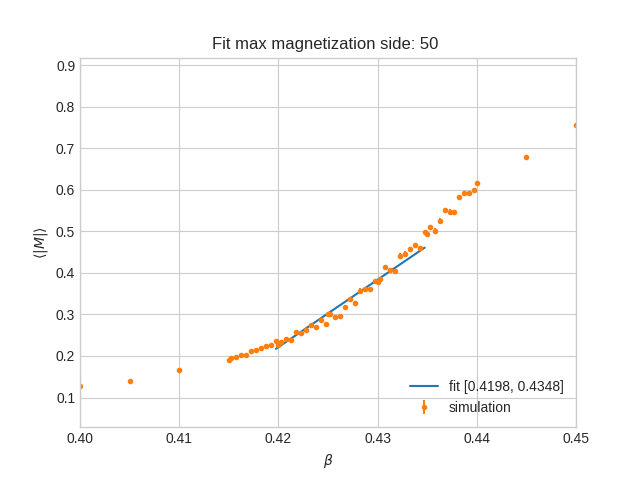 Fit max magnetization side: 50
0.9
0.8
0.7
0.6
0.5
0.4
0.3
0.2
0.1
⟨|M|⟩
fit [0.4198, 0.4348]
simulation
0.40 0.41 0.42 0.43 0.44 0.45
β